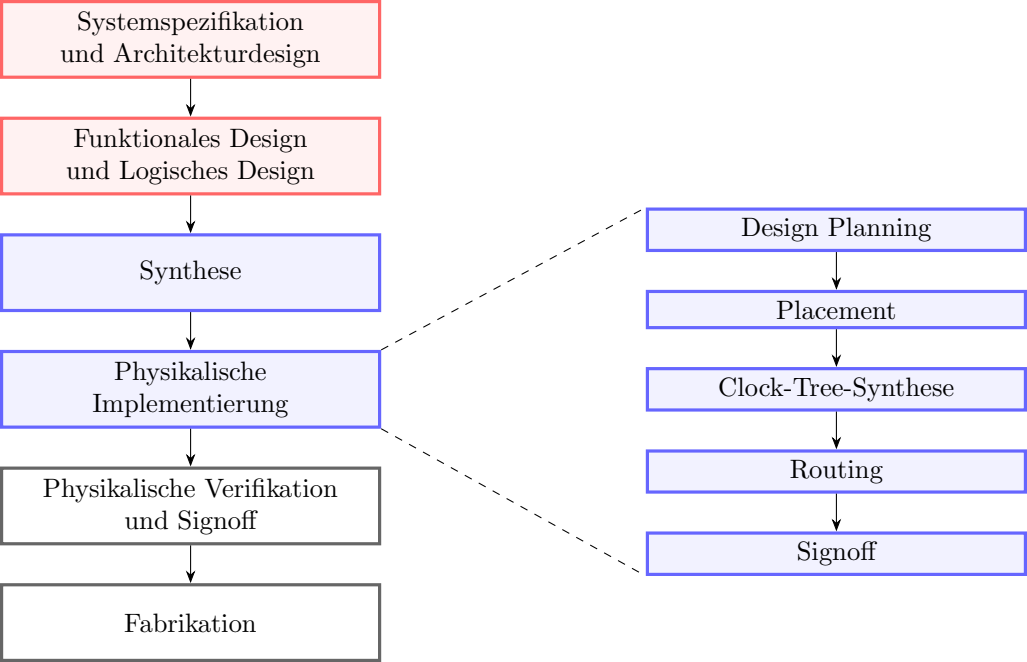 Systemspezifikation
und Architekturdesign
Funktionales Design
und Logisches Design
Synthese
Physikalische
Implementierung
Physikalische Verifikation
und Signoff
Fabrikation
Design Planning
Placement
Clock-Tree-Synthese
Routing
Signoff